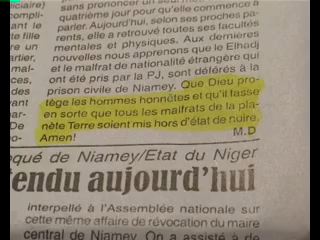 sans prononcer un seul mot
quatrième jour pour qu'elle commence à
parler. Aujourd'hui, selon ses proches pa-
rents, elle a retrouvé toutes ses facultés
mentales et physiques. Aux dernières
nouvelles nous apprenons que le Elhadj
et le malfrat de nationalité étrangère qui
ont été pris par la PJ, sont déférés à la
prison civile de Niamey. Que Dieu pro-
tège les hommes honnêtes et qu'il fasse
en sorte que tous les malfrats de la pla-
nète Terre soient mis hors d'état de nuire.
Amen! M.D
qué de Niamey/Etat du Niger
endu aujourd'hui
interpellé à l'Assemblée nationale sur
cette même affaire de révocation du maire
central de Niamey. On a assisté